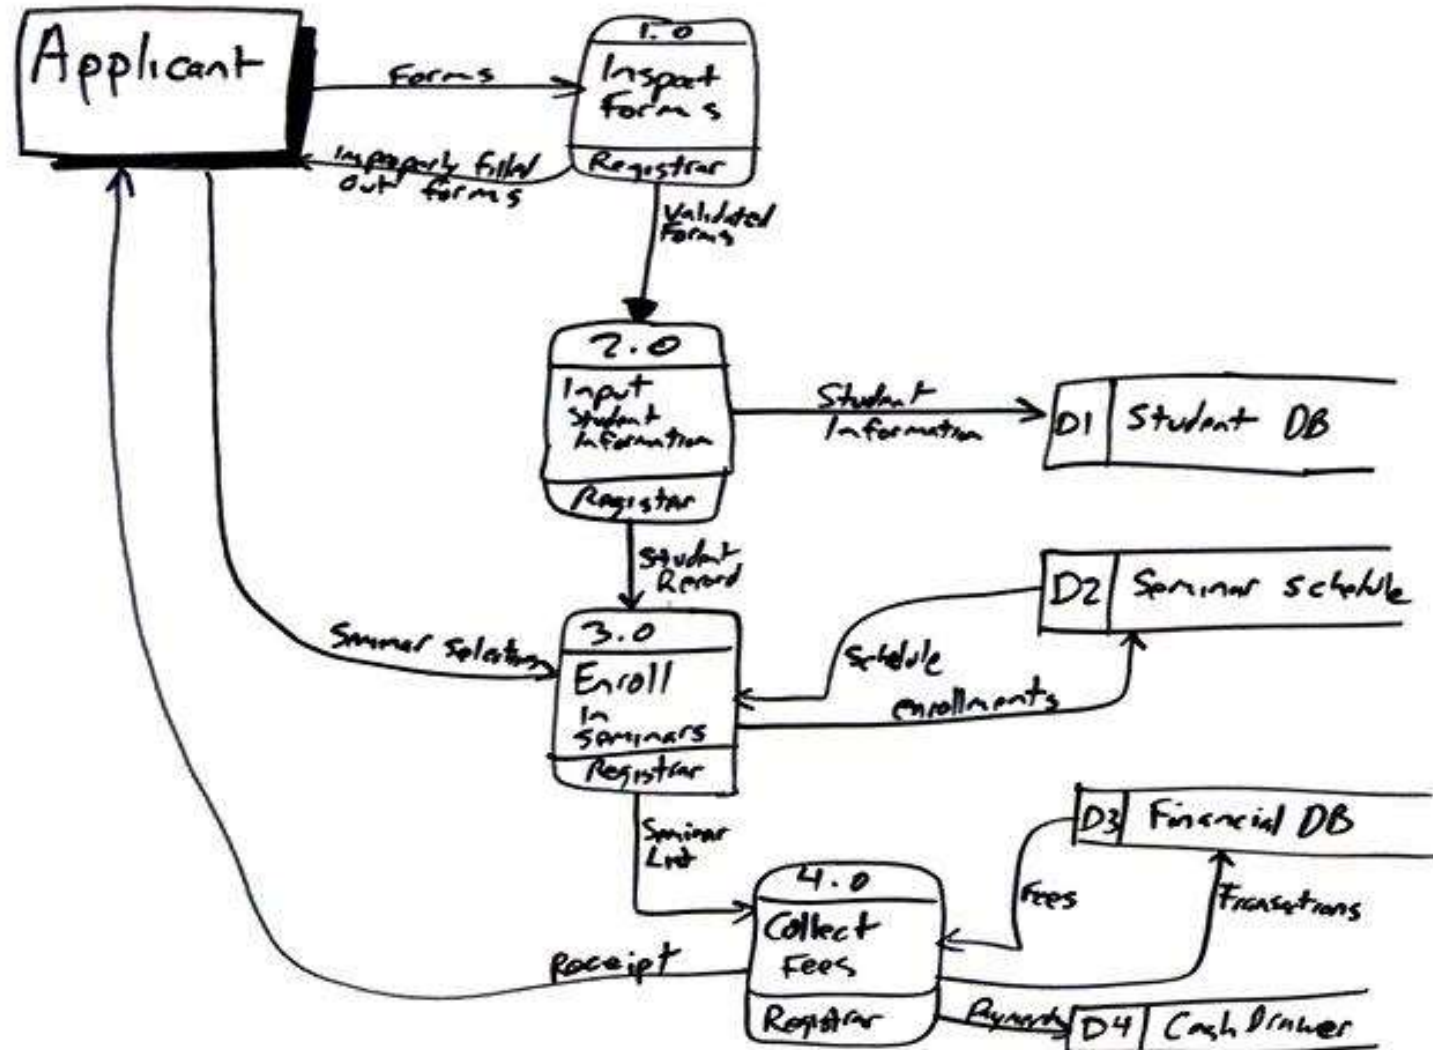 Applicant
Forms
1.0
Inspect
Forms
Registrar
Improperly filled
out forms
Validated
Forms
2.0
Input
Student
Information
Registrar
Student
Information
D1 Student DB
Student
Record
D2 Seminar schedule
Seminar Selections
3.0
Enroll
In
Seminars
Registrar
Schedule
enrollments
Seminar
List
D3 Financial DB
Fees
Transactions
4.0
Collect
Fees
Registrar
Receipt
Payments
D4 Cash Drawer